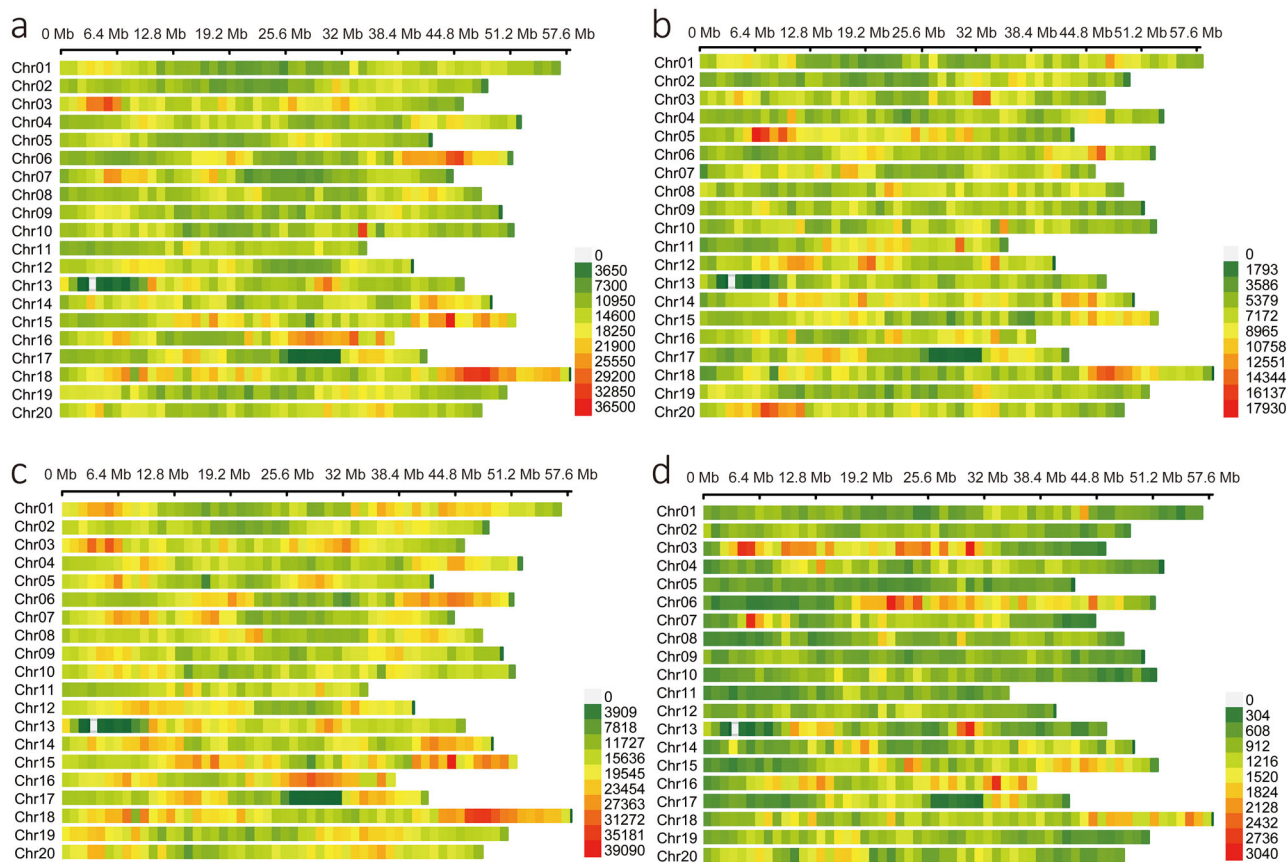 a
0 Mb 6.4 Mb 12.8 Mb 19.2 Mb 25.6 Mb 32 Mb 38.4 Mb 44.8 Mb 51.2 Mb 57.6 Mb
Chr01
Chr02
Chr03
Chr04
Chr05
Chr06
Chr07
Chr08
Chr09
Chr10
Chr11
Chr12
Chr13
Chr14
Chr15
Chr16
Chr17
Chr18
Chr19
Chr20
0
3650
7300
10950
14600
18250
21900
25550
29200
32850
36500
b
0 Mb 6.4 Mb 12.8 Mb 19.2 Mb 25.6 Mb 32 Mb 38.4 Mb 44.8 Mb 51.2 Mb 57.6 Mb
Chr01
Chr02
Chr03
Chr04
Chr05
Chr06
Chr07
Chr08
Chr09
Chr10
Chr11
Chr12
Chr13
Chr14
Chr15
Chr16
Chr17
Chr18
Chr19
Chr20
0
1793
3586
5379
7172
8965
10758
12551
14344
16137
17930
c
0 Mb 6.4 Mb 12.8 Mb 19.2 Mb 25.6 Mb 32 Mb 38.4 Mb 44.8 Mb 51.2 Mb 57.6 Mb
Chr01
Chr02
Chr03
Chr04
Chr05
Chr06
Chr07
Chr08
Chr09
Chr10
Chr11
Chr12
Chr13
Chr14
Chr15
Chr16
Chr17
Chr18
Chr19
Chr20
0
3909
7818
11727
15636
19545
23454
27363
31272
35181
39090
d
0 Mb 6.4 Mb 12.8 Mb 19.2 Mb 25.6 Mb 32 Mb 38.4 Mb 44.8 Mb 51.2 Mb 57.6 Mb
Chr01
Chr02
Chr03
Chr04
Chr05
Chr06
Chr07
Chr08
Chr09
Chr10
Chr11
Chr12
Chr13
Chr14
Chr15
Chr16
Chr17
Chr18
Chr19
Chr20
0
304
608
912
1216
1520
1824
2128
2432
2736
3040